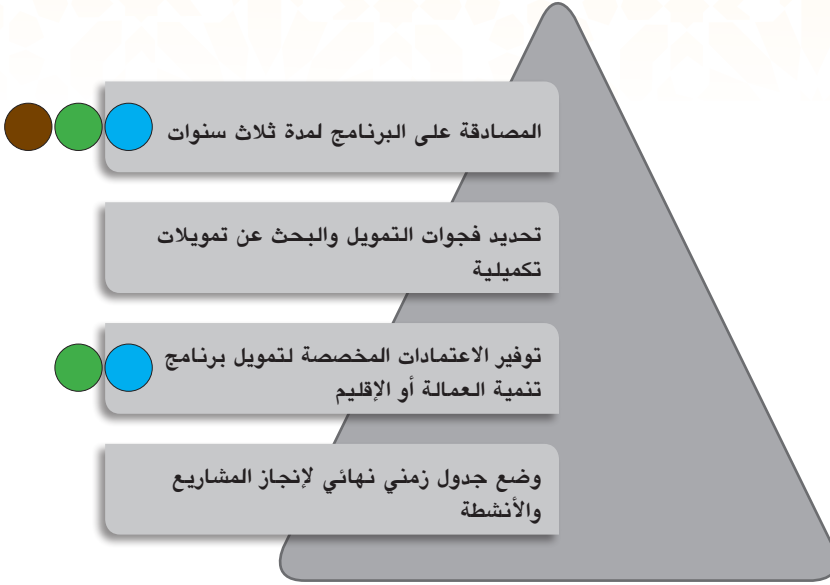 المصادقة على البرنامج لمدة ثلاث سنوات
تحديد فجوات التمويل والبحث عن تمويلات
تكميلية
توفير الاعتمادات المخصصة لتمويل برنامج
تنمية العمالة أو الإقليم
وضع جدول زمني نهائي لإنجاز المشاريع
والأنشطة